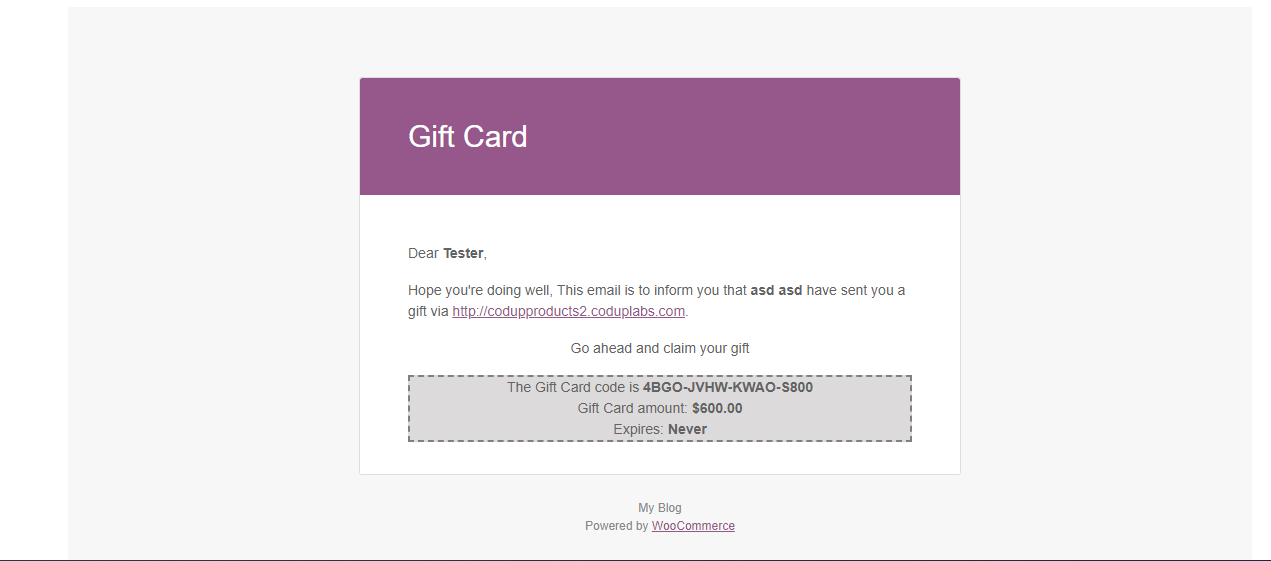 Gift Card
Dear Tester,
Hope you're doing well, This email is to inform you that asd asd have sent you a
gift via http://codupproducts2.coduplabs.com.
Go ahead and claim your gift
The Gift Card code is 4BGO-JVHW-KWAO-S800
Gift Card amount: $600.00
Expires: Never
My Blog
Powered by WooCommerce